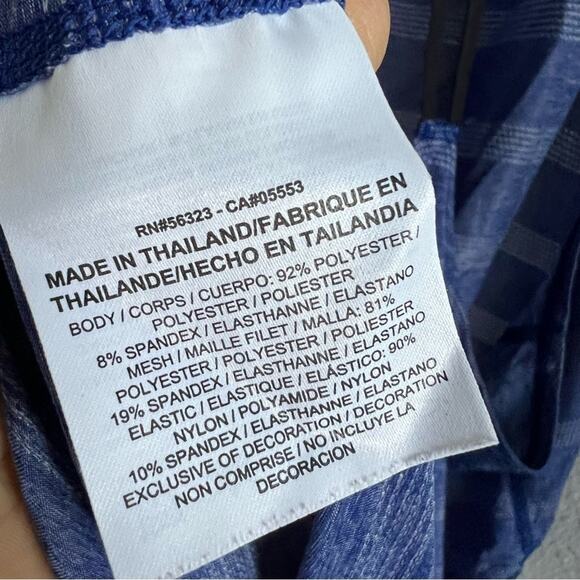 RN#56323 - CA#05553
MADE IN THAILAND/FABRIQUE EN
THAILANDE/HECHO EN TAILANDIA
BODY / CORPS / CUERPO: 92% POLYESTER /
POLYESTER / POLIESTER
8% SPANDEX / ELASTHANNE / ELASTANO
MESH / MAILLE FILET / MALLA: 81%
POLYESTER / POLYESTER / POLIESTER
19% SPANDEX / ELASTHANNE / ELASTANO
ELASTIC / ELASTIQUE / ELÁSTICO: 90%
NYLON / POLYAMIDE / NYLON
10% SPANDEX / ELASTHANNE / ELASTANO
EXCLUSIVE OF DECORATION / DECORATION
NON COMPRISE / NO INCLUYE LA
DECORACION